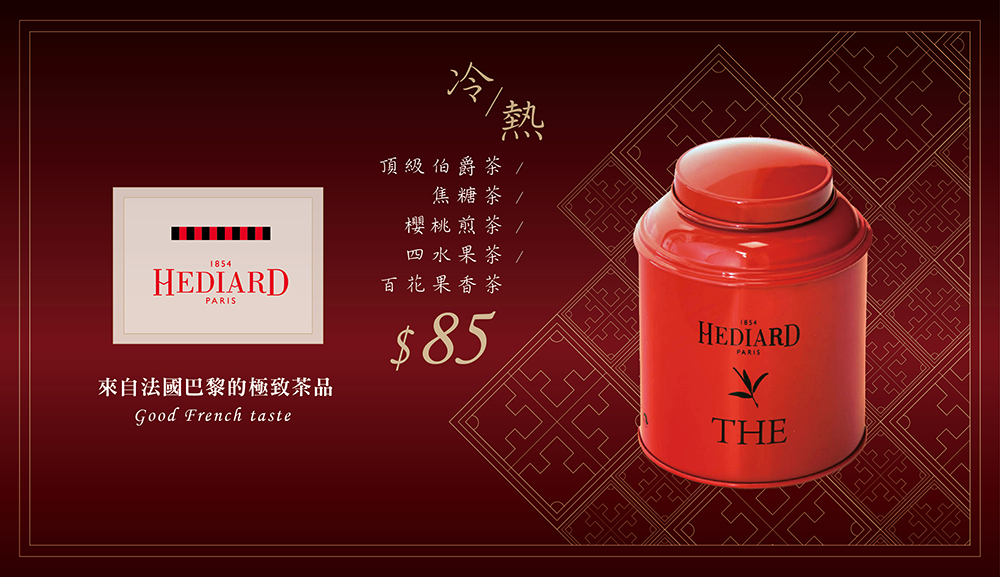 冷/熱
頂級伯爵茶/
焦糖茶/
櫻桃煎茶/
四水果茶/
百花果香茶
$85
1854
HEDIARD
PARIS
來自法國巴黎的極致茶品
Good French taste
1854
HEDIARD
PARIS
THE